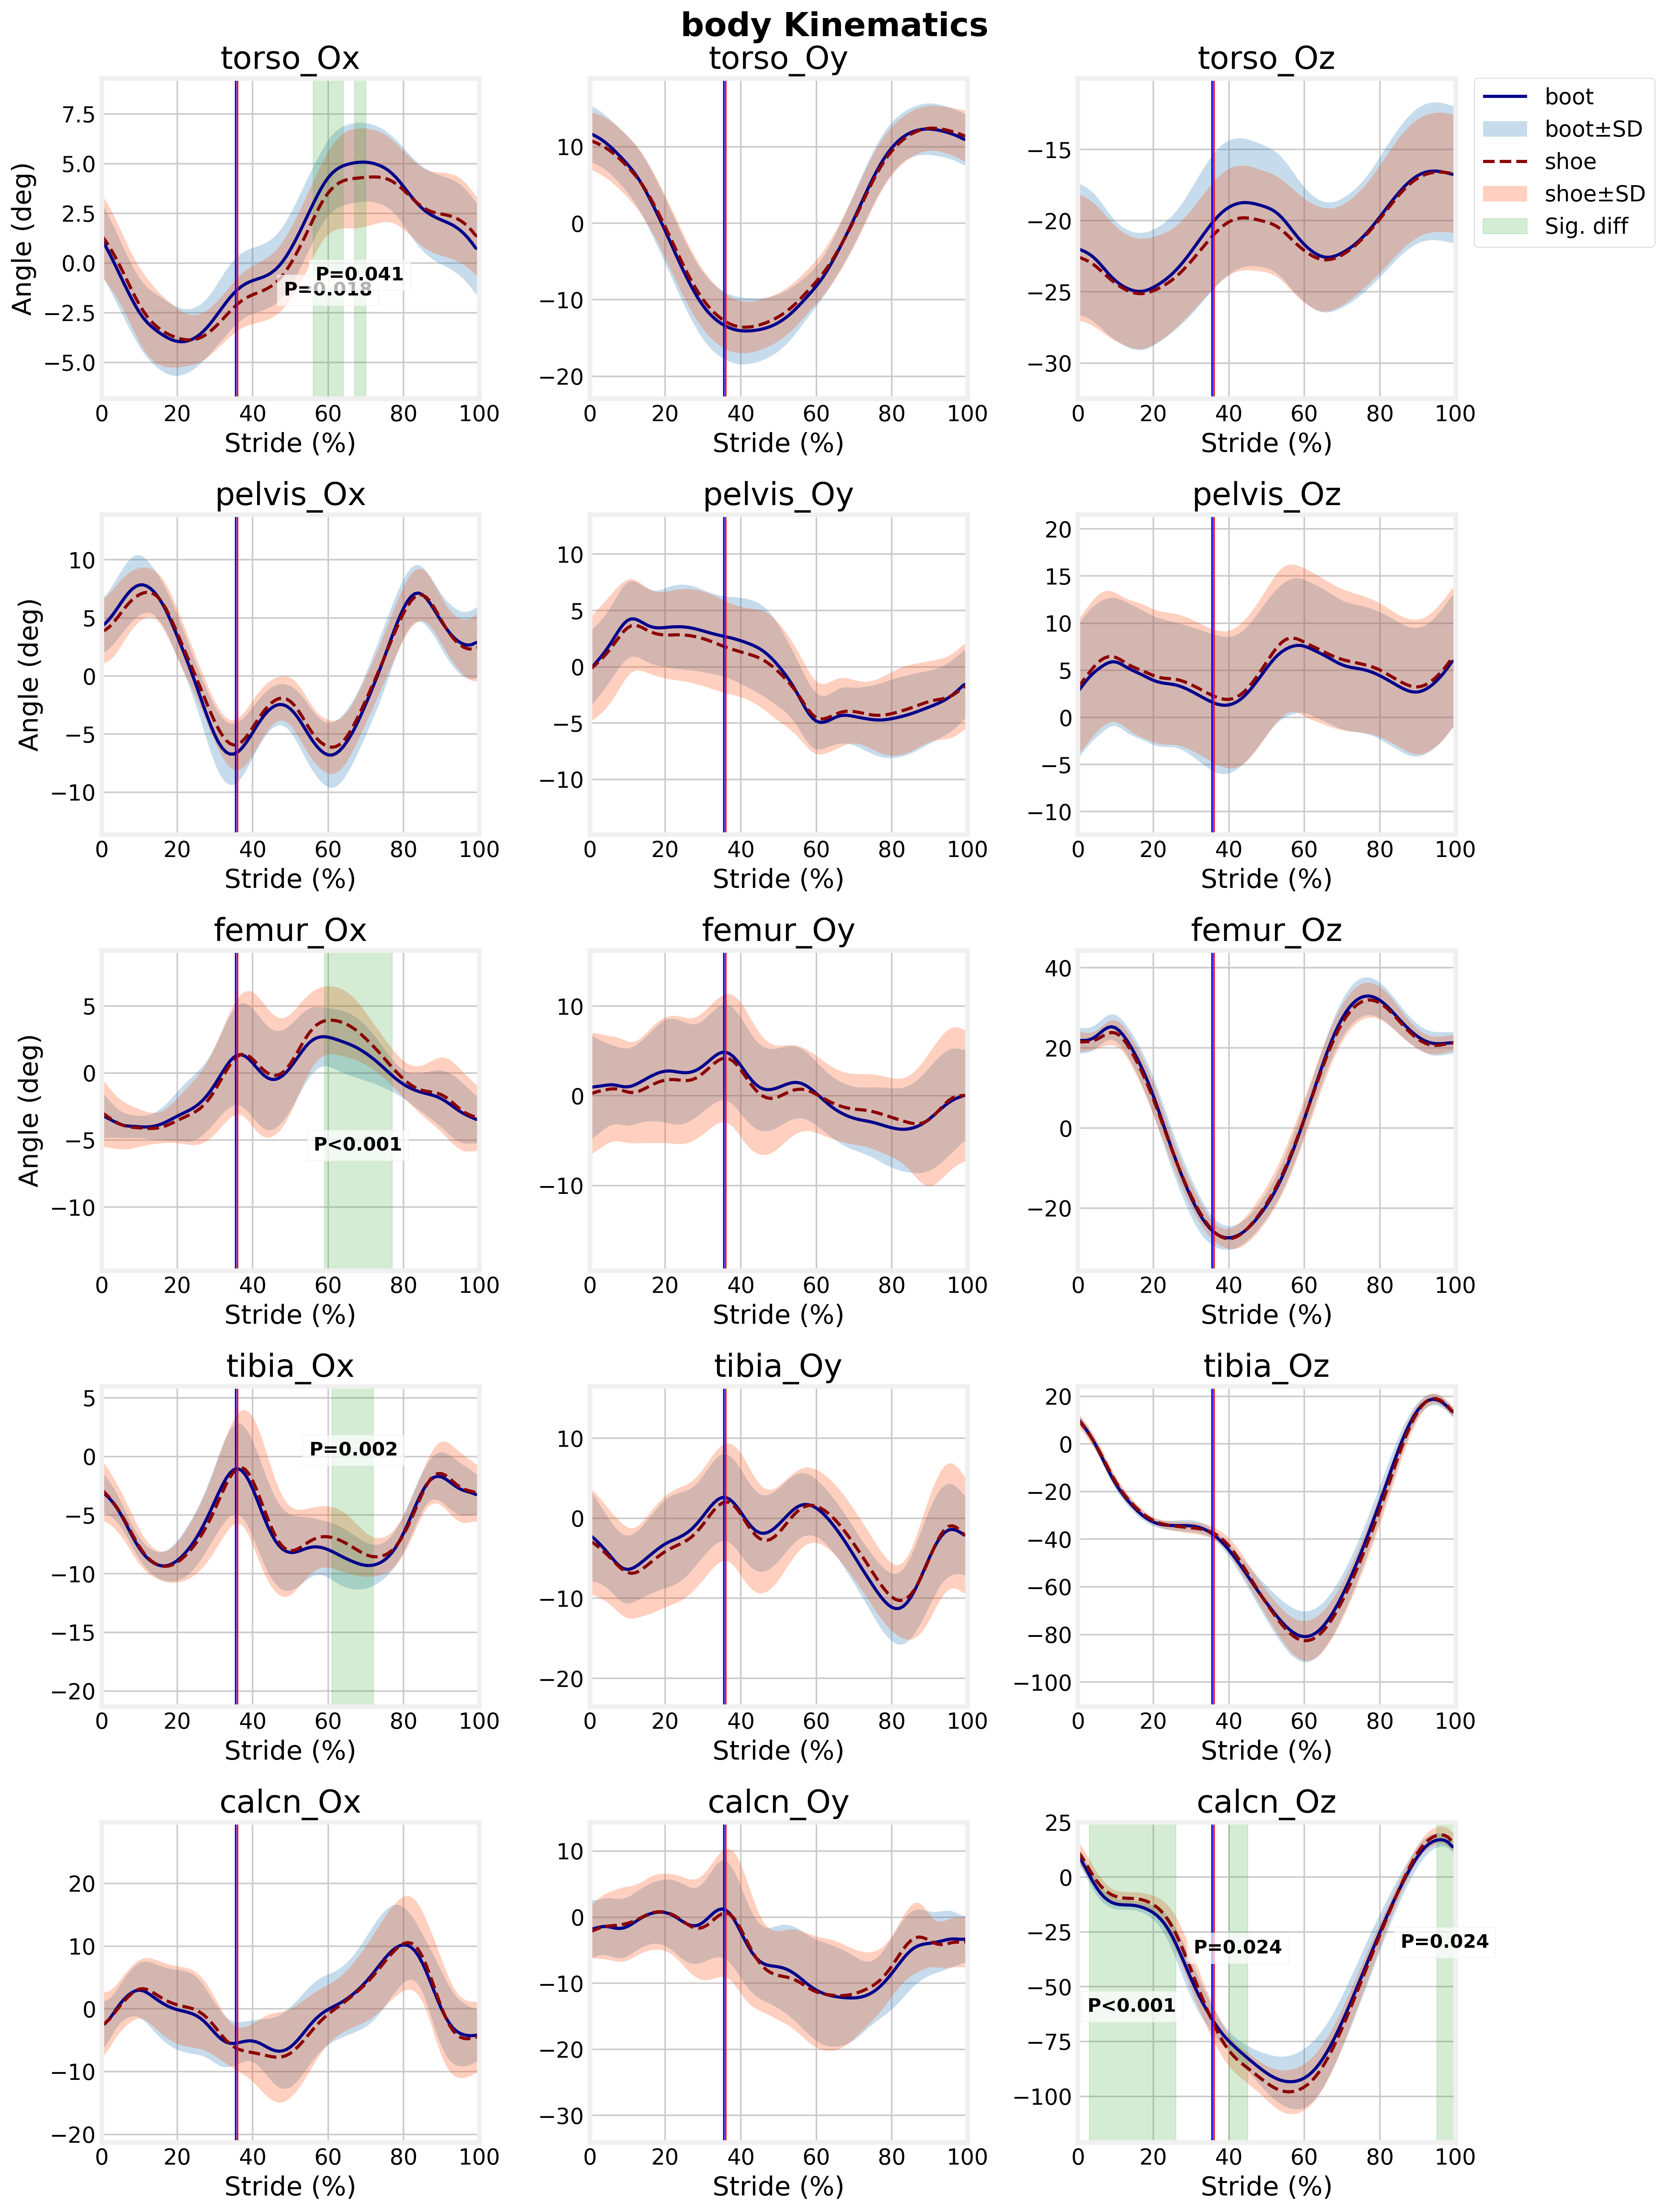 body Kinematics
torso_Ox
torso_Oy
torso_Oz
Angle (deg)
7.5
5.0
2.5
0.0
−2.5
−5.0
P=0.041
P=0.018
0 20 40 60 80 100
Stride (%)
10
0
−10
−20
0 20 40 60 80 100
Stride (%)
−15
−20
−25
−30
0 20 40 60 80 100
Stride (%)
boot
boot±SD
shoe
shoe±SD
Sig. diff
pelvis_Ox
pelvis_Oy
pelvis_Oz
Angle (deg)
10
5
0
−5
−10
0 20 40 60 80 100
Stride (%)
10
5
0
−5
−10
0 20 40 60 80 100
Stride (%)
20
15
10
5
0
−5
−10
0 20 40 60 80 100
Stride (%)
femur_Ox
femur_Oy
femur_Oz
Angle (deg)
5
0
−5
−10
P<0.001
0 20 40 60 80 100
Stride (%)
10
0
−10
0 20 40 60 80 100
Stride (%)
40
20
0
−20
0 20 40 60 80 100
Stride (%)
tibia_Ox
tibia_Oy
tibia_Oz
5
0
−5
−10
−15
−20
P=0.002
0 20 40 60 80 100
Stride (%)
10
0
−10
−20
0 20 40 60 80 100
Stride (%)
20
0
−20
−40
−60
−80
−100
0 20 40 60 80 100
Stride (%)
calcn_Ox
calcn_Oy
calcn_Oz
20
10
0
−10
−20
0 20 40 60 80 100
Stride (%)
10
0
−10
−20
−30
0 20 40 60 80 100
Stride (%)
25
0
−25
−50
−75
−100
P=0.024
P=0.024
P<0.001
0 20 40 60 80 100
Stride (%)